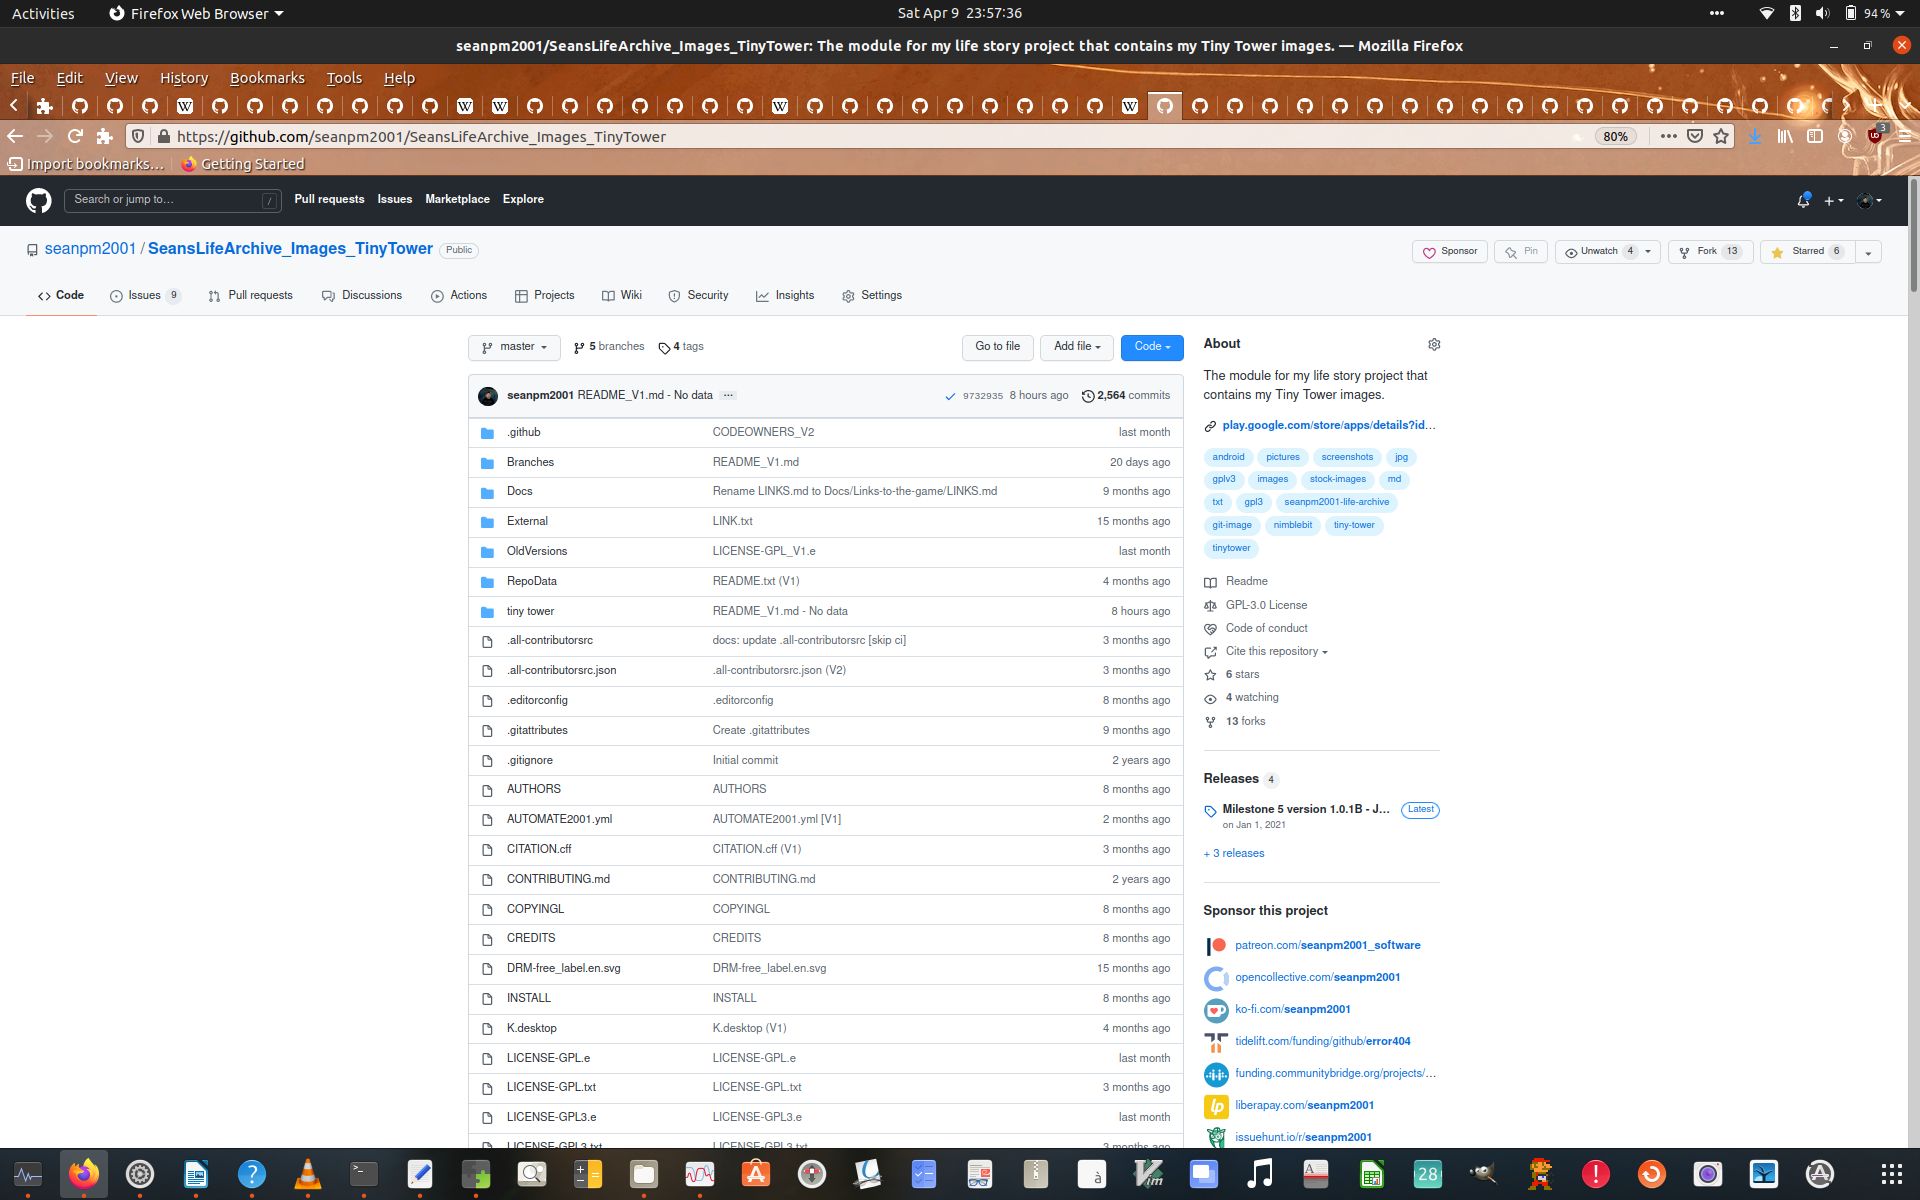 Activities
Firefox Web Browser
Sat Apr 9 23:57:36
94 %
seanpm2001/SeansLifeArchive_Images_TinyTower: The module for my life story project that contains my Tiny Tower images. — Mozilla Firefox
File Edit View History Bookmarks Tools Help
https://github.com/seanpm2001/SeansLifeArchive_Images_TinyTower
80%
3
Import bookmarks…
Getting Started
Search or jump to…
/
Pull requests Issues Marketplace Explore
seanpm2001 / SeansLifeArchive_Images_TinyTower Public
Sponsor
Pin
Unwatch 4
Fork 13
Starred 6
Code
Issues 9
Pull requests
Discussions
Actions
Projects
Wiki
Security
Insights
Settings
master
5 branches
4 tags
Go to file
Add file
Code
seanpm2001 README_V1.md - No data ···
9732935 8 hours ago
2,564 commits
.github CODEOWNERS_V2 last month
Branches README_V1.md 20 days ago
Docs Rename LINKS.md to Docs/Links-to-the-game/LINKS.md 9 months ago
External LINK.txt 15 months ago
OldVersions LICENSE-GPL_V1.e last month
RepoData README.txt (V1) 4 months ago
tiny tower README_V1.md - No data 8 hours ago
.all-contributorsrc docs: update .all-contributorsrc [skip ci] 3 months ago
.all-contributorsrc.json .all-contributorsrc.json (V2) 3 months ago
.editorconfig .editorconfig 8 months ago
.gitattributes Create .gitattributes 9 months ago
.gitignore Initial commit 2 years ago
AUTHORS AUTHORS 8 months ago
AUTOMATE2001.yml AUTOMATE2001.yml [V1] 2 months ago
CITATION.cff CITATION.cff (V1) 3 months ago
CONTRIBUTING.md CONTRIBUTING.md 2 years ago
COPYINGL COPYINGL 8 months ago
CREDITS CREDITS 8 months ago
DRM-free_label.en.svg DRM-free_label.en.svg 15 months ago
INSTALL INSTALL 8 months ago
K.desktop K.desktop (V1) 4 months ago
LICENSE-GPL.e LICENSE-GPL.e last month
LICENSE-GPL.txt LICENSE-GPL.txt 3 months ago
LICENSE-GPL3.e LICENSE-GPL3.e last month
LICENSE-GPL3.txt LICENSE-GPL3.txt 3 months ago
About
The module for my life story project that
contains my Tiny Tower images.
play.google.com/store/apps/details?id…
android pictures screenshots jpg
gplv3 images stock-images md
txt gpl3 seanpm2001-life-archive
git-image nimblebit tiny-tower
tinytower
Readme
GPL-3.0 License
Code of conduct
Cite this repository
6 stars
4 watching
13 forks
Releases 4
Milestone 5 version 1.0.1B - J… Latest
on Jan 1, 2021
+ 3 releases
Sponsor this project
patreon.com/seanpm2001_software
opencollective.com/seanpm2001
ko-fi.com/seanpm2001
tidelift.com/funding/github/error404
funding.communitybridge.org/projects/…
liberapay.com/seanpm2001
issuehunt.io/r/seanpm2001
28